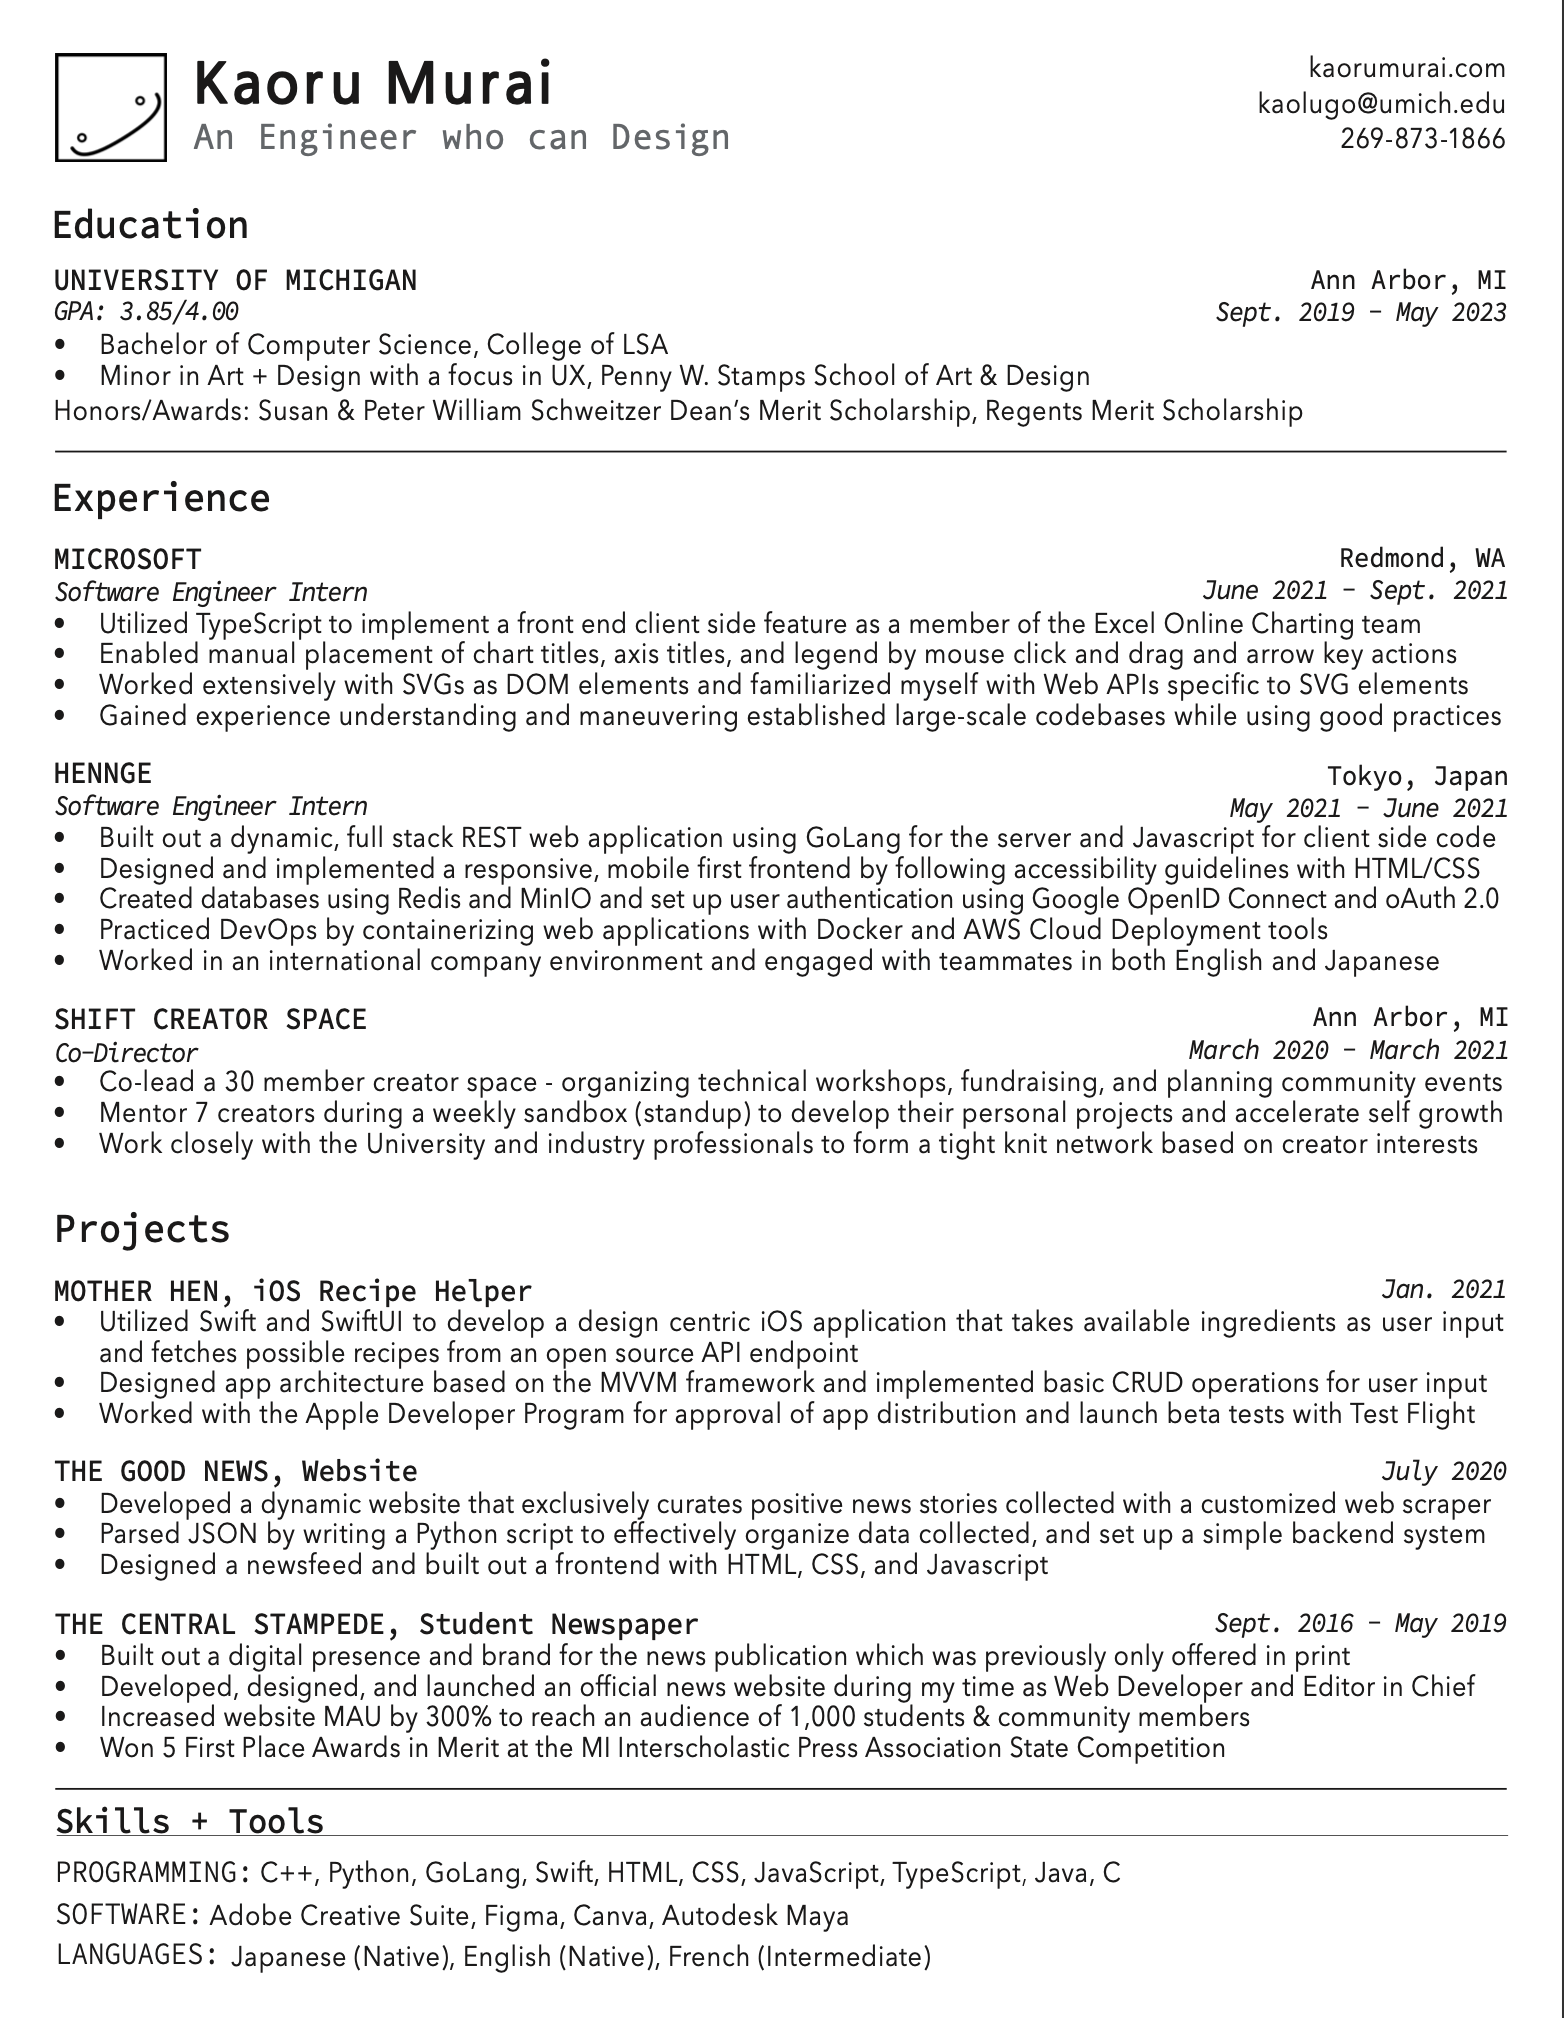 Kaoru Murai
An Engineer who can Design
kaorumurai.com
kaolugo@umich.edu
269-873-1866
Education
UNIVERSITY OF MICHIGAN
Ann Arbor, MI
GPA: 3.85/4.00
Sept. 2019 – May 2023
• Bachelor of Computer Science, College of LSA
• Minor in Art + Design with a focus in UX, Penny W. Stamps School of Art & Design
Honors/Awards: Susan & Peter William Schweitzer Dean's Merit Scholarship, Regents Merit Scholarship
Experience
MICROSOFT
Redmond, WA
Software Engineer Intern
June 2021 – Sept. 2021
• Utilized TypeScript to implement a front end client side feature as a member of the Excel Online Charting team
• Enabled manual placement of chart titles, axis titles, and legend by mouse click and drag and arrow key actions
• Worked extensively with SVGs as DOM elements and familiarized myself with Web APIs specific to SVG elements
• Gained experience understanding and maneuvering established large-scale codebases while using good practices
HENNGE
Tokyo, Japan
Software Engineer Intern
May 2021 – June 2021
• Built out a dynamic, full stack REST web application using GoLang for the server and Javascript for client side code
• Designed and implemented a responsive, mobile first frontend by following accessibility guidelines with HTML/CSS
• Created databases using Redis and MinIO and set up user authentication using Google OpenID Connect and oAuth 2.0
• Practiced DevOps by containerizing web applications with Docker and AWS Cloud Deployment tools
• Worked in an international company environment and engaged with teammates in both English and Japanese
SHIFT CREATOR SPACE
Ann Arbor, MI
Co-Director
March 2020 – March 2021
• Co-lead a 30 member creator space - organizing technical workshops, fundraising, and planning community events
• Mentor 7 creators during a weekly sandbox (standup) to develop their personal projects and accelerate self growth
• Work closely with the University and industry professionals to form a tight knit network based on creator interests
Projects
MOTHER HEN, iOS Recipe Helper
Jan. 2021
• Utilized Swift and SwiftUI to develop a design centric iOS application that takes available ingredients as user input
and fetches possible recipes from an open source API endpoint
• Designed app architecture based on the MVVM framework and implemented basic CRUD operations for user input
• Worked with the Apple Developer Program for approval of app distribution and launch beta tests with Test Flight
THE GOOD NEWS, Website
July 2020
• Developed a dynamic website that exclusively curates positive news stories collected with a customized web scraper
• Parsed JSON by writing a Python script to effectively organize data collected, and set up a simple backend system
• Designed a newsfeed and built out a frontend with HTML, CSS, and Javascript
THE CENTRAL STAMPEDE, Student Newspaper
Sept. 2016 – May 2019
• Built out a digital presence and brand for the news publication which was previously only offered in print
• Developed, designed, and launched an official news website during my time as Web Developer and Editor in Chief
• Increased website MAU by 300% to reach an audience of 1,000 students & community members
• Won 5 First Place Awards in Merit at the MI Interscholastic Press Association State Competition
Skills + Tools
PROGRAMMING: C++, Python, GoLang, Swift, HTML, CSS, JavaScript, TypeScript, Java, C
SOFTWARE: Adobe Creative Suite, Figma, Canva, Autodesk Maya
LANGUAGES: Japanese (Native), English (Native), French (Intermediate)